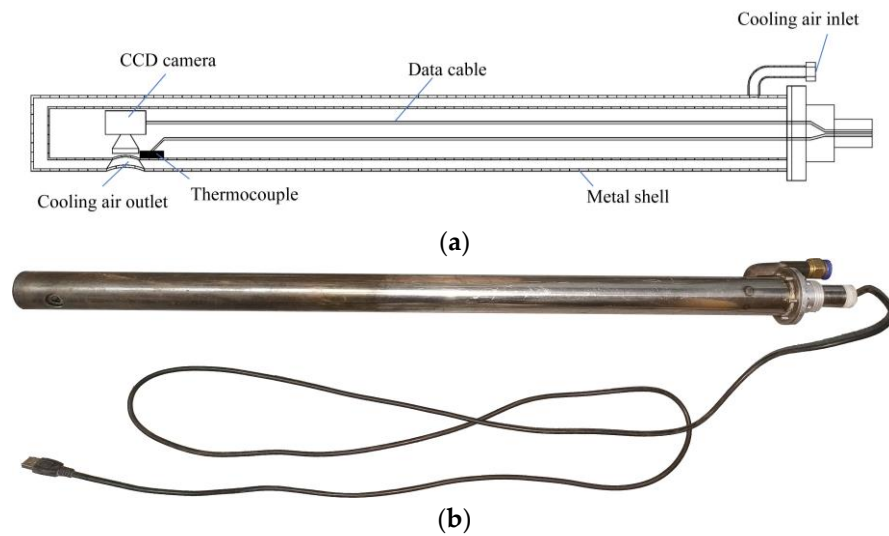 Cooling air inlet
CCD camera
Data cable
Cooling air outlet
Thermocouple
Metal shell
(a)
(b)